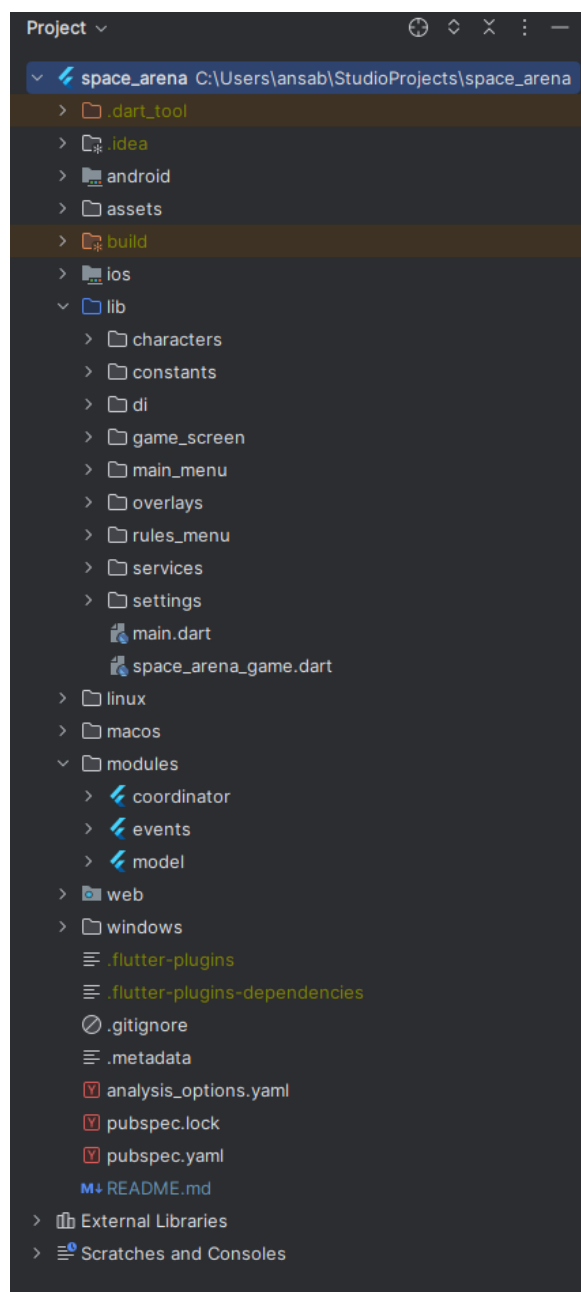 Project
space_arena C:\Users\ansab\StudioProjects\space_arena
.dart_tool
.idea
android
assets
build
ios
lib
characters
constants
di
game_screen
main_menu
overlays
rules_menu
services
settings
main.dart
space_arena_game.dart
linux
macos
modules
coordinator
events
model
web
windows
.flutter-plugins
.flutter-plugins-dependencies
.gitignore
.metadata
Y analysis_options.yaml
Y pubspec.lock
Y pubspec.yaml
M↓ README.md
External Libraries
Scratches and Consoles